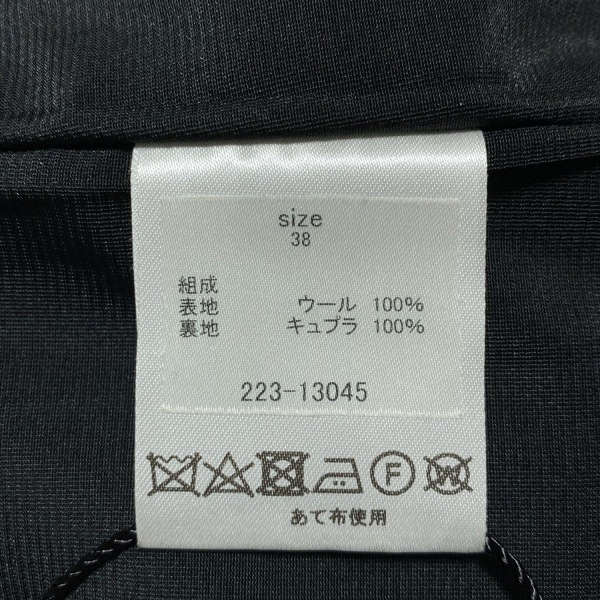 size
38
組成
表地 ウール 100%
裏地 キュプラ 100%
223-13045
F W
あて布使用